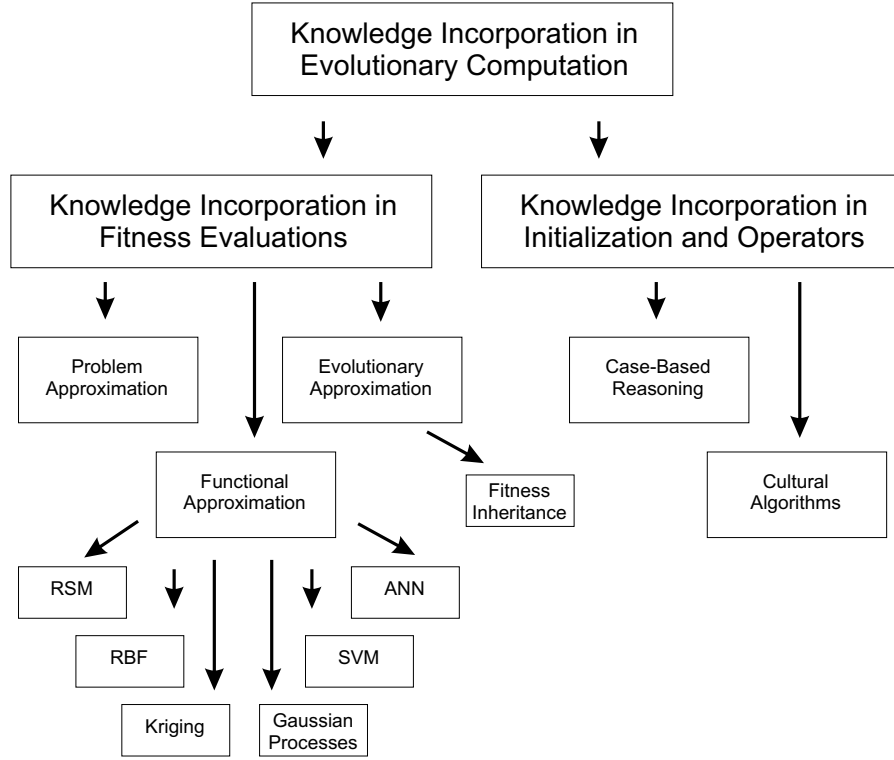 Knowledge Incorporation in
Evolutionary Computation
Knowledge Incorporation in
Fitness Evaluations
Knowledge Incorporation in
Initialization and Operators
Problem
Approximation
Evolutionary
Approximation
Case-Based
Reasoning
Functional
Approximation
Fitness
Inheritance
Cultural
Algorithms
RSM
ANN
RBF
SVM
Kriging
Gaussian
Processes